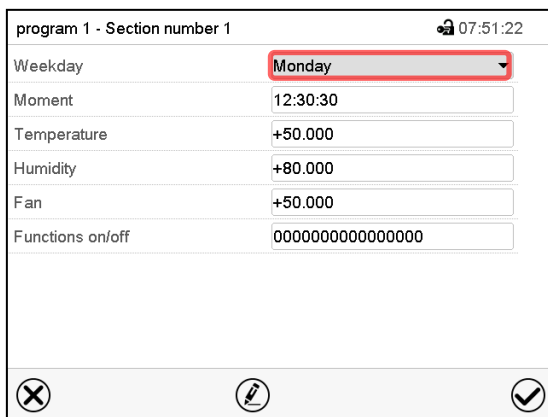 program 1 - Section number 1 07:51:22
Weekday Monday
Moment 12:30:30
Temperature +50.000
Humidity +80.000
Fan +50.000
Functions on/off 0000000000000000